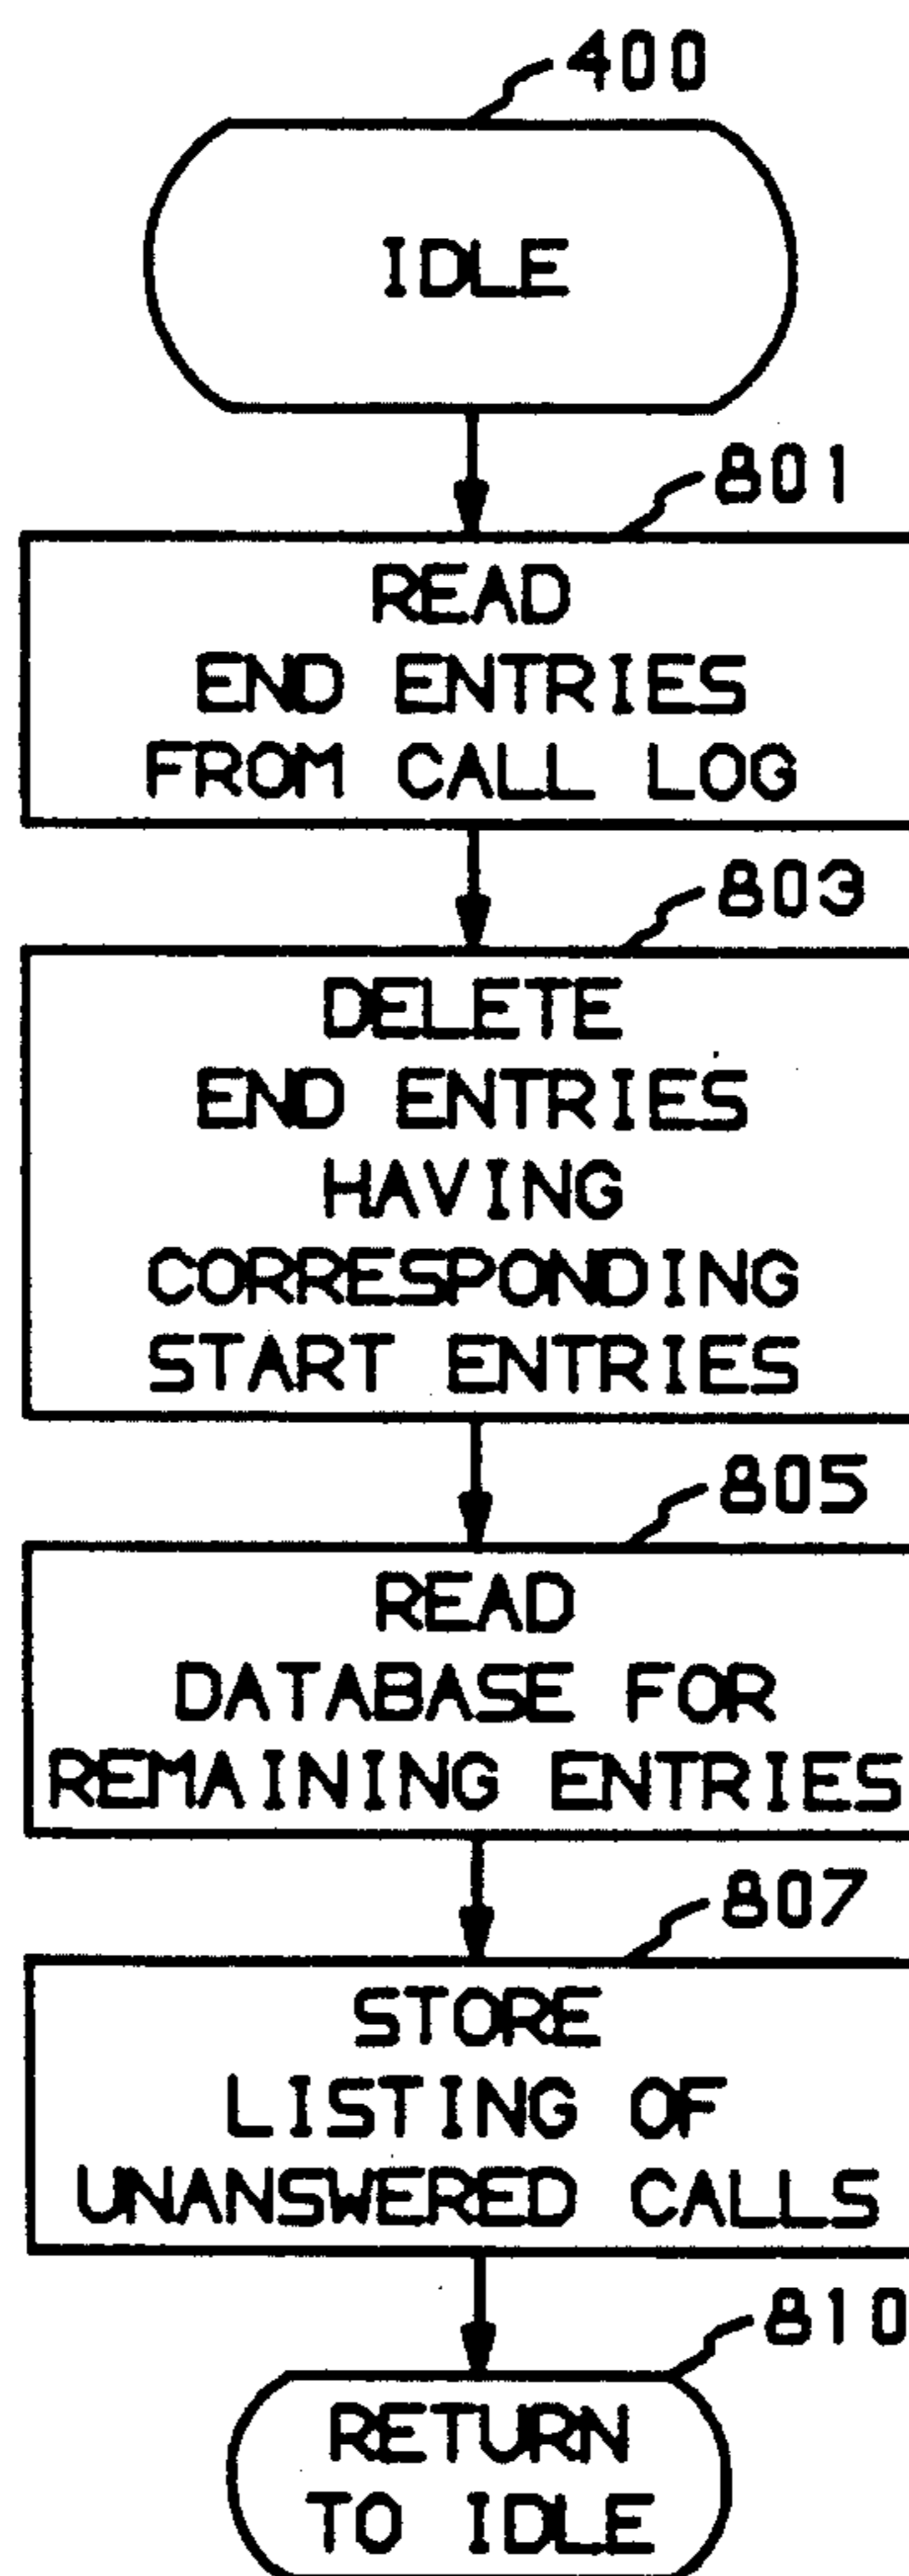 400
IDLE
801
READ
END ENTRIES
FROM CALL LOG
803
DELETE
END ENTRIES
HAVING
CORRESPONDING
START ENTRIES
805
READ
DATABASE FOR
REMAINING ENTRIES
807
STORE
LISTING OF
UNANSWERED CALLS
810
RETURN
TO IDLE